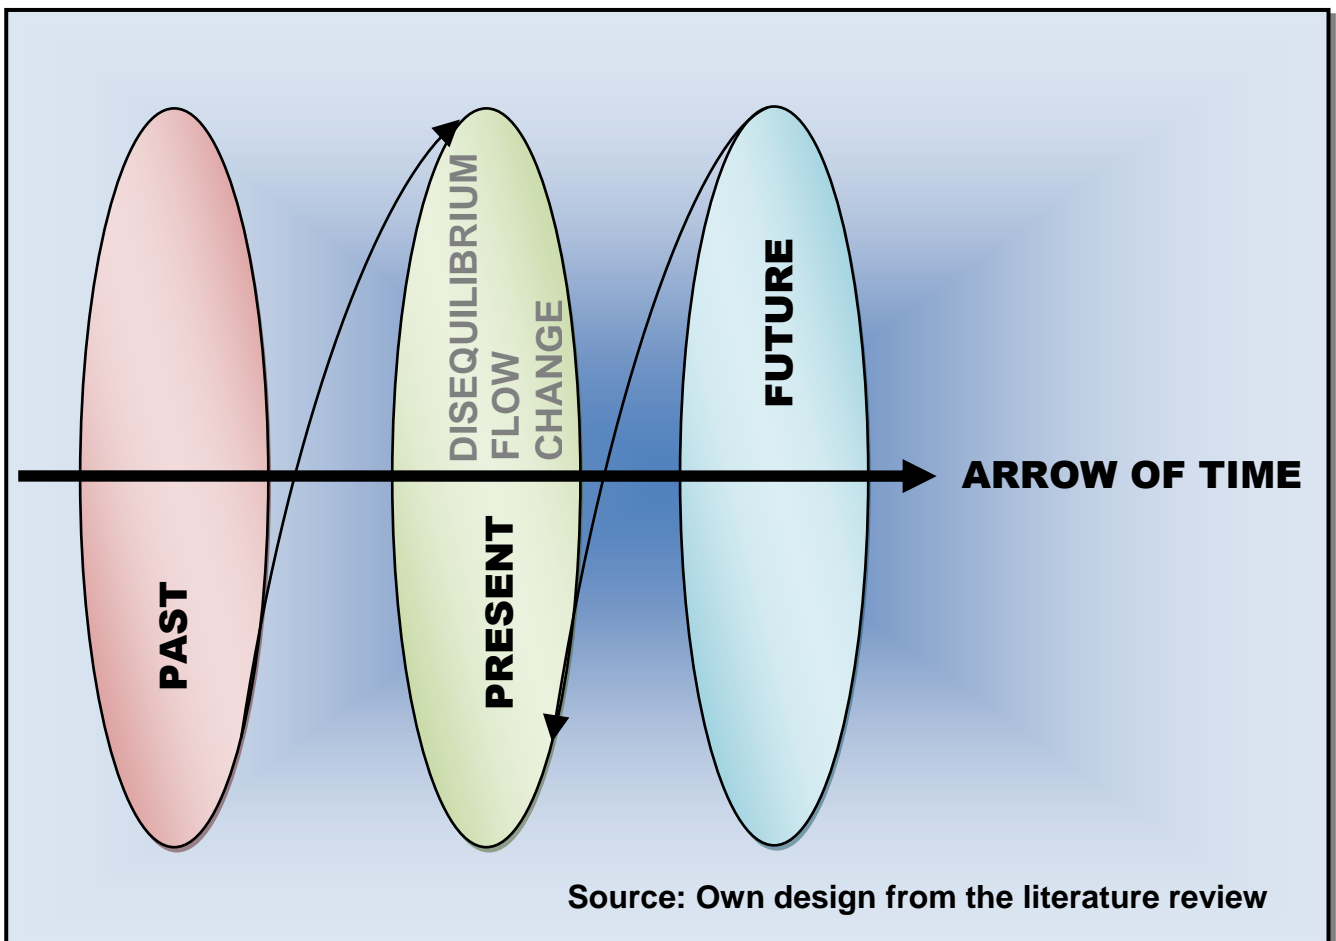 PAST
DISEQUILIBRIUM
FLOW
CHANGE
PRESENT
FUTURE
ARROW OF TIME
Source: Own design from the literature review